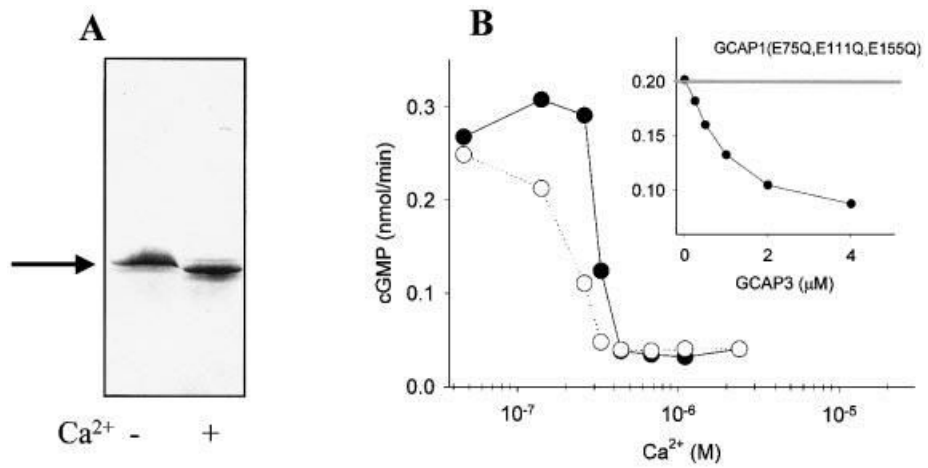 A
B
Ca²⁺ - +
GCAP1(E75Q,E111Q,E155Q)
0.20
0.15
0.10
0 2 4
GCAP3 (μM)
cGMP (nmol/min)
0.3
0.2
0.1
0.0
10⁻⁷ 10⁻⁶ 10⁻⁵
Ca²⁺ (M)